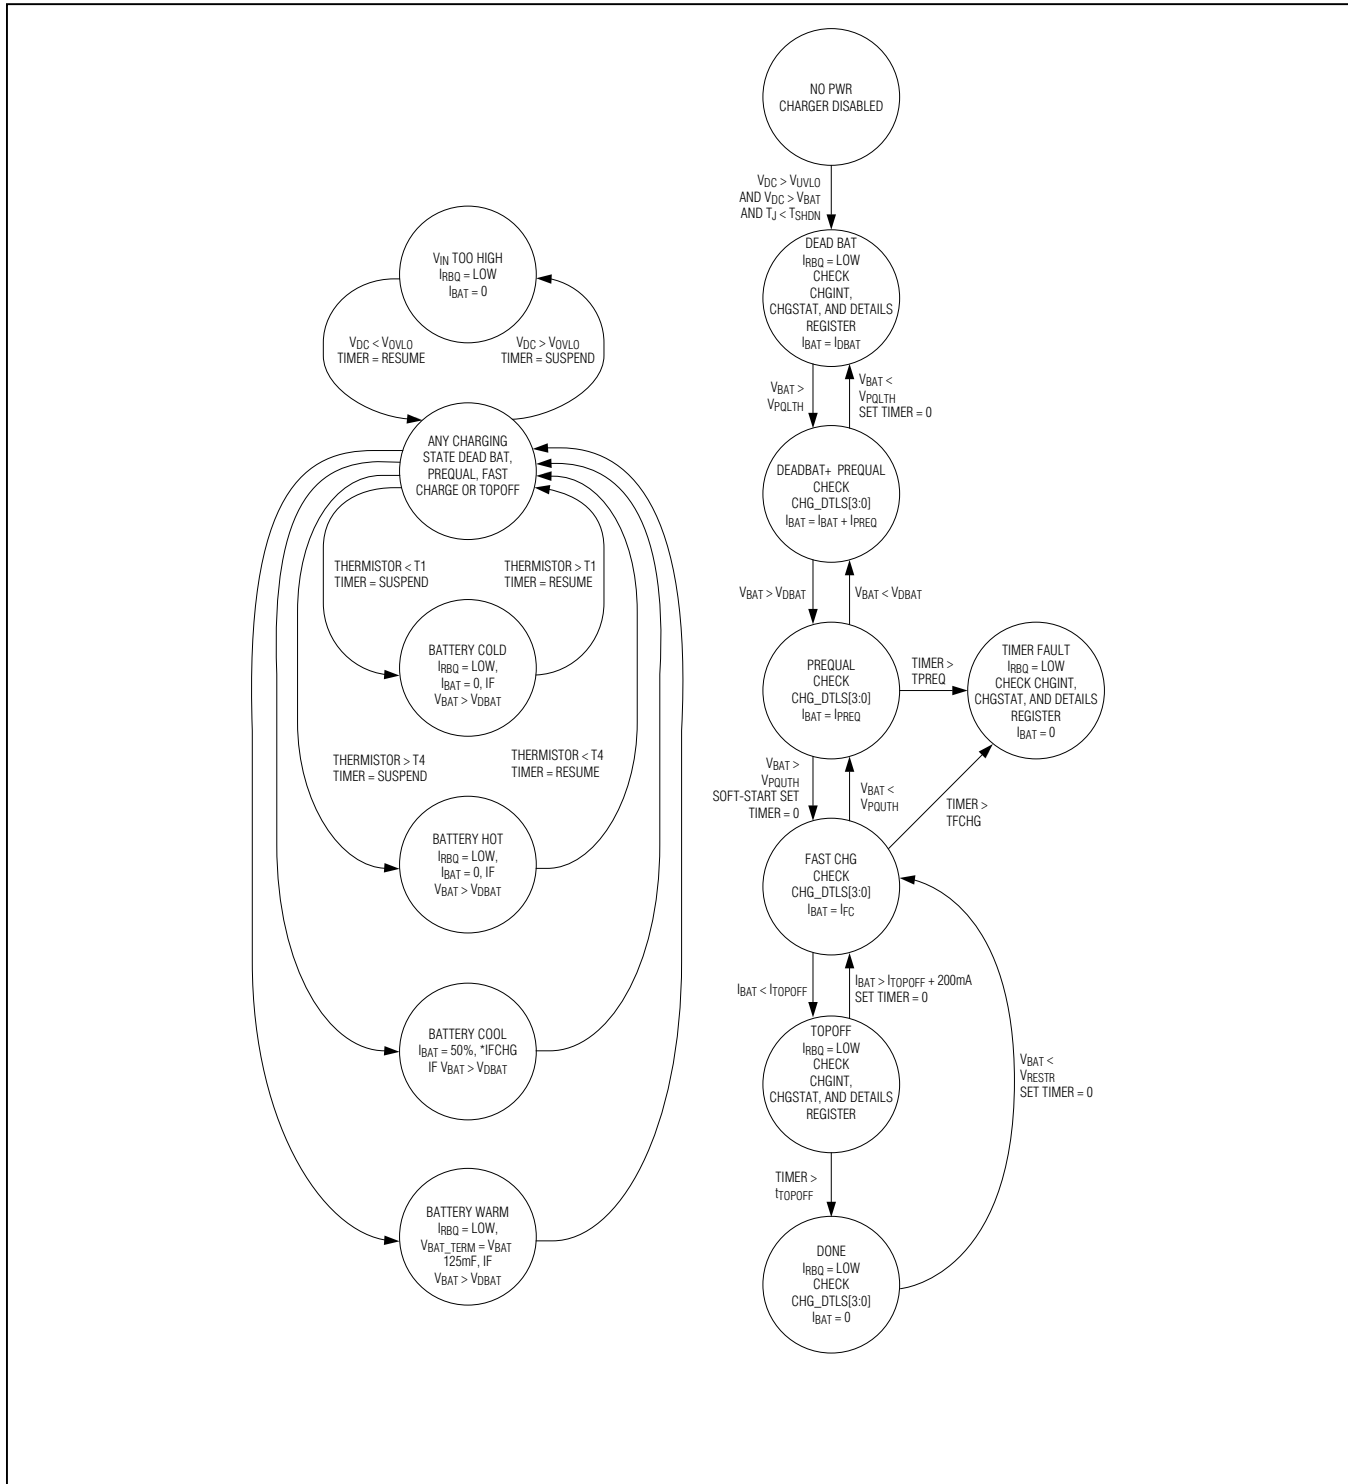 NO PWR
CHARGER DISABLED
VDC > VUVLO
AND VDC > VBAT
AND TJ < TSHDN
DEAD BAT
IRBQ = LOW
CHECK
CHGINT,
CHGSTAT, AND DETAILS
REGISTER
IBAT = IDBAT
VBAT >
VPQLTH
VBAT <
VPQLTH
SET TIMER = 0
DEADBAT+ PREQUAL
CHECK
CHG_DTLS[3:0]
IBAT = IBAT + IPREQ
VBAT > VDBAT
VBAT < VDBAT
PREQUAL
CHECK
CHG_DTLS[3:0]
IBAT = IPREQ
TIMER >
TPREQ
TIMER FAULT
IRBQ = LOW
CHECK CHGINT,
CHGSTAT, AND DETAILS
REGISTER
IBAT = 0
VBAT >
VPQUTH
SOFT-START SET
TIMER = 0
VBAT <
VPQUTH
TIMER >
TFCHG
FAST CHG
CHECK
CHG_DTLS[3:0]
IBAT = IFC
IBAT < ITOPOFF
IBAT > ITOPOFF + 200mA
SET TIMER = 0
TOPOFF
IRBQ = LOW
CHECK
CHGINT,
CHGSTAT, AND DETAILS
REGISTER
VBAT <
VRESTR
SET TIMER = 0
TIMER >
tTOPOFF
DONE
IRBQ = LOW
CHECK
CHG_DTLS[3:0]
IBAT = 0
VIN TOO HIGH
IRBQ = LOW
IBAT = 0
VDC < VOVLO
TIMER = RESUME
VDC > VOVLO
TIMER = SUSPEND
ANY CHARGING
STATE DEAD BAT,
PREQUAL, FAST
CHARGE OR TOPOFF
THERMISTOR < T1
TIMER = SUSPEND
THERMISTOR > T1
TIMER = RESUME
BATTERY COLD
IRBQ = LOW,
IBAT = 0, IF
VBAT > VDBAT
THERMISTOR > T4
TIMER = SUSPEND
THERMISTOR < T4
TIMER = RESUME
BATTERY HOT
IRBQ = LOW,
IBAT = 0, IF
VBAT > VDBAT
BATTERY COOL
IBAT = 50%, *IFCHG
IF VBAT > VDBAT
BATTERY WARM
IRBQ = LOW,
VBAT_TERM = VBAT
125mF, IF
VBAT > VDBAT